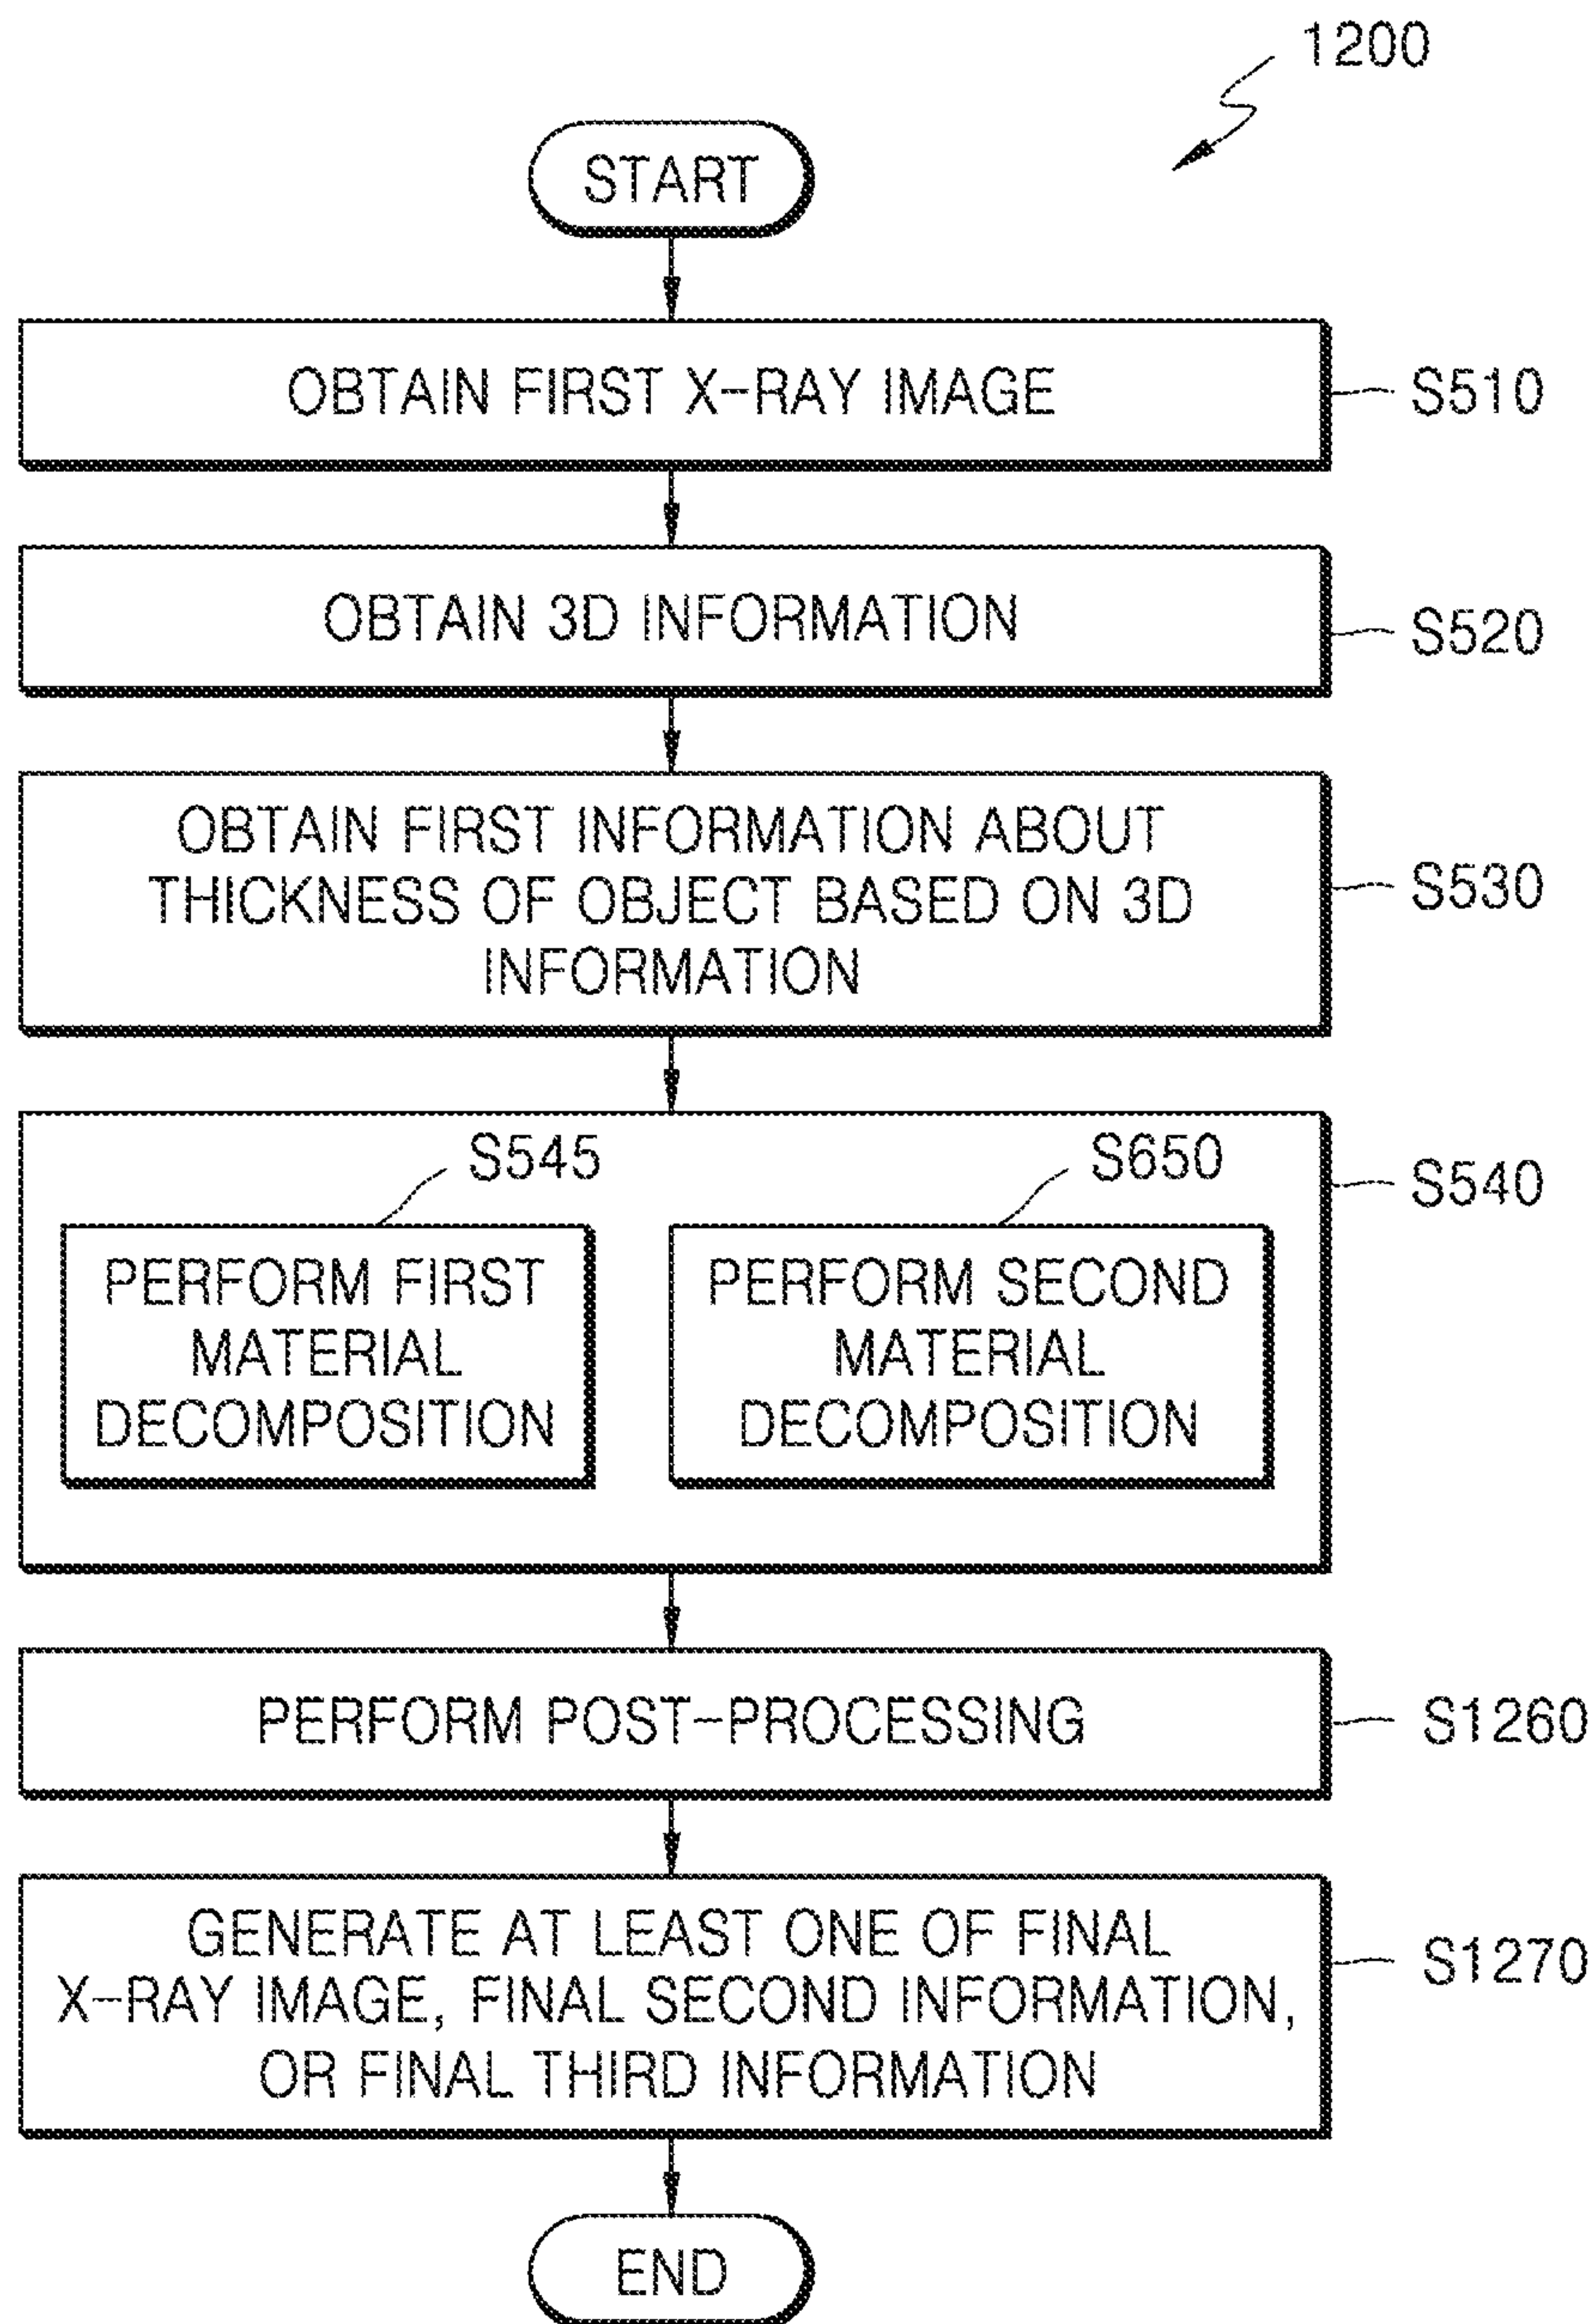 1200
START
OBTAIN FIRST X-RAY IMAGE
S510
OBTAIN 3D INFORMATION
S520
OBTAIN FIRST INFORMATION ABOUT
THICKNESS OF OBJECT BASED ON 3D
INFORMATION
S530
S540
S545
PERFORM FIRST
MATERIAL
DECOMPOSITION
S650
PERFORM SECOND
MATERIAL
DECOMPOSITION
PERFORM POST-PROCESSING
S1260
GENERATE AT LEAST ONE OF FINAL
X-RAY IMAGE, FINAL SECOND INFORMATION,
OR FINAL THIRD INFORMATION
S1270
END